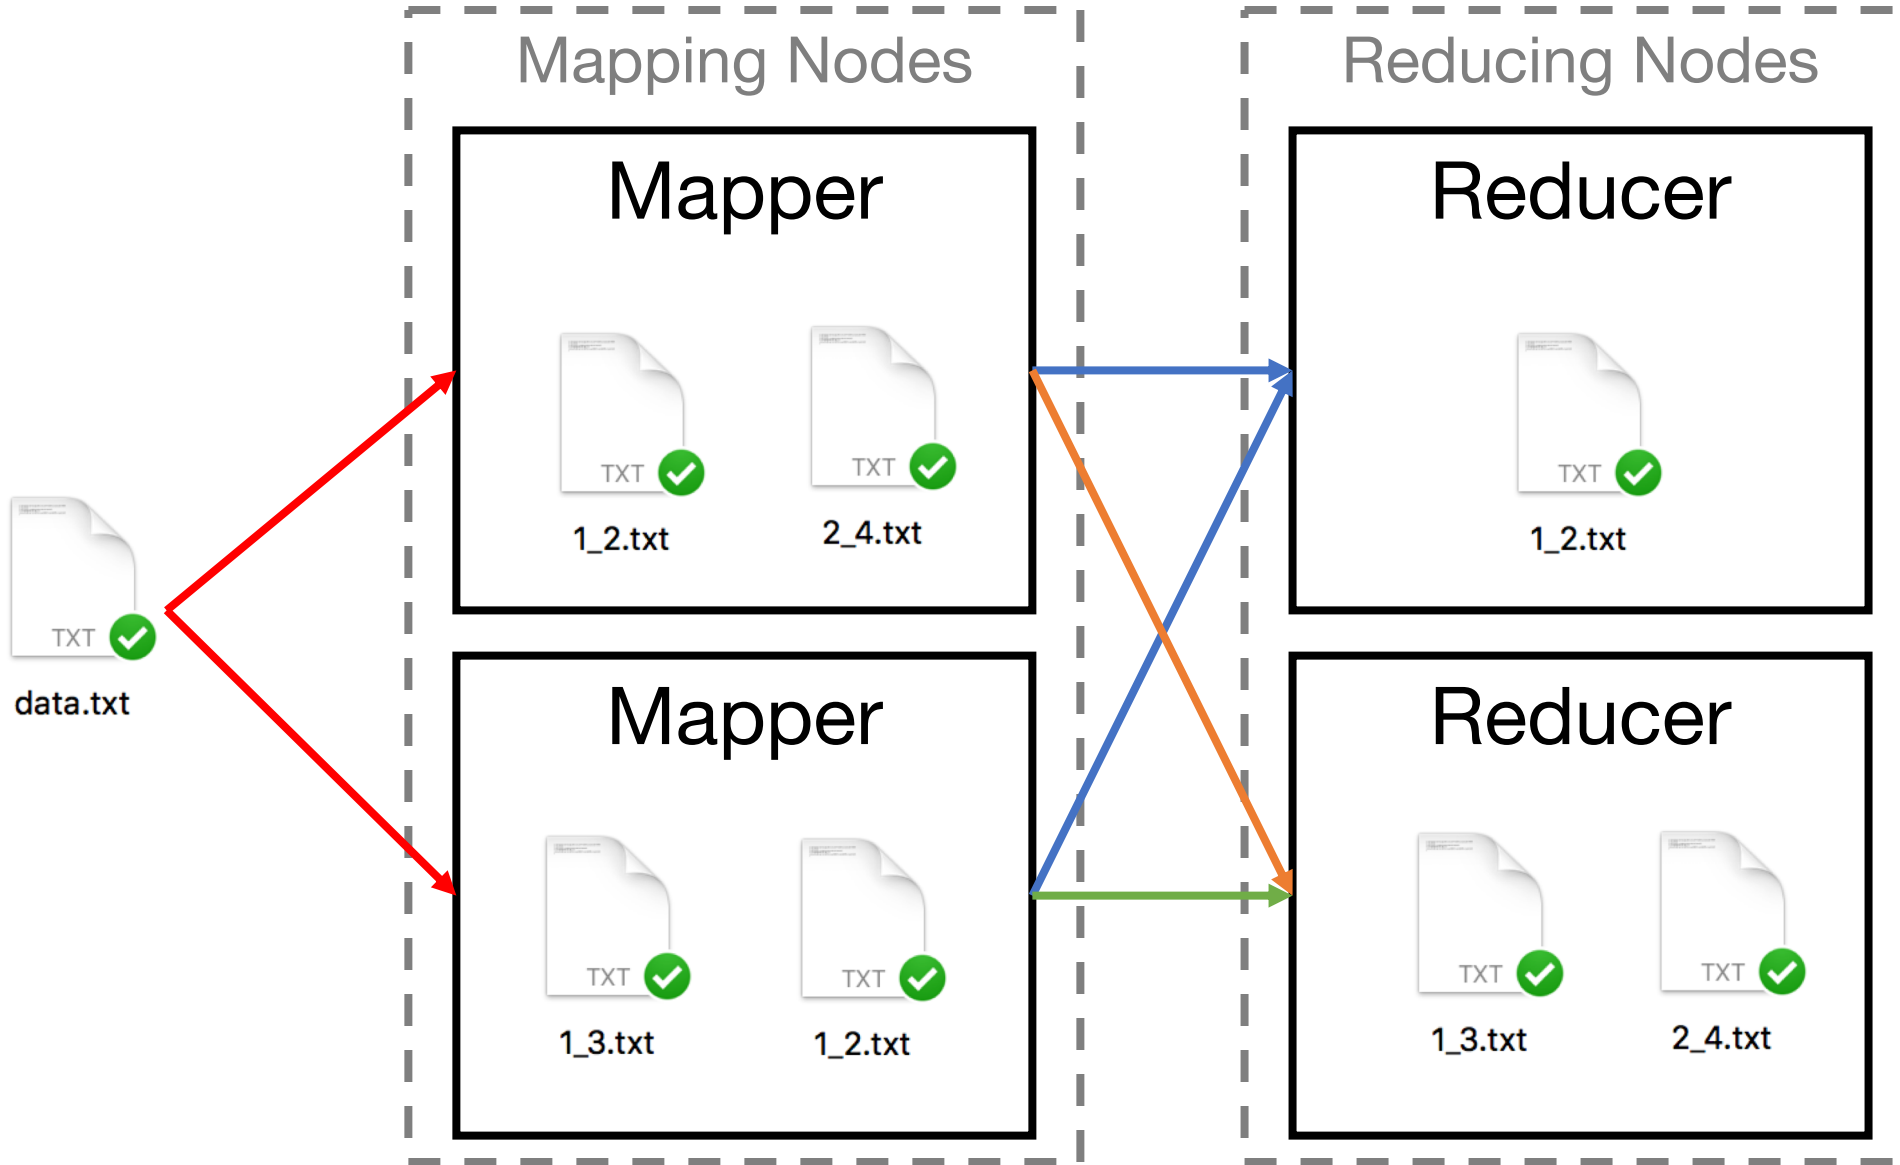 Mapping Nodes
Reducing Nodes
Mapper
Reducer
TXT
1_2.txt
TXT
2_4.txt
TXT
1_2.txt
TXT
data.txt
Mapper
Reducer
TXT
1_3.txt
TXT
1_2.txt
TXT
1_3.txt
TXT
2_4.txt